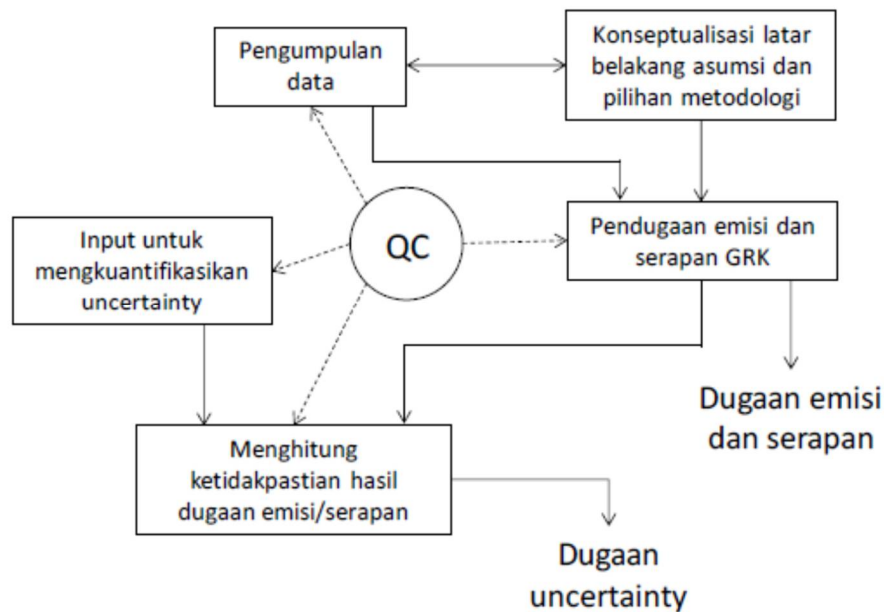 Pengumpulan
data
Konseptualisasi latar
belakang asumsi dan
pilihan metodologi
QC
Input untuk
mengkuantifikasikan
uncertainty
Pendugaan emisi dan
serapan GRK
Dugaan emisi
dan serapan
Menghitung
ketidakpastian hasil
dugaan emisi/serapan
Dugaan
uncertainty